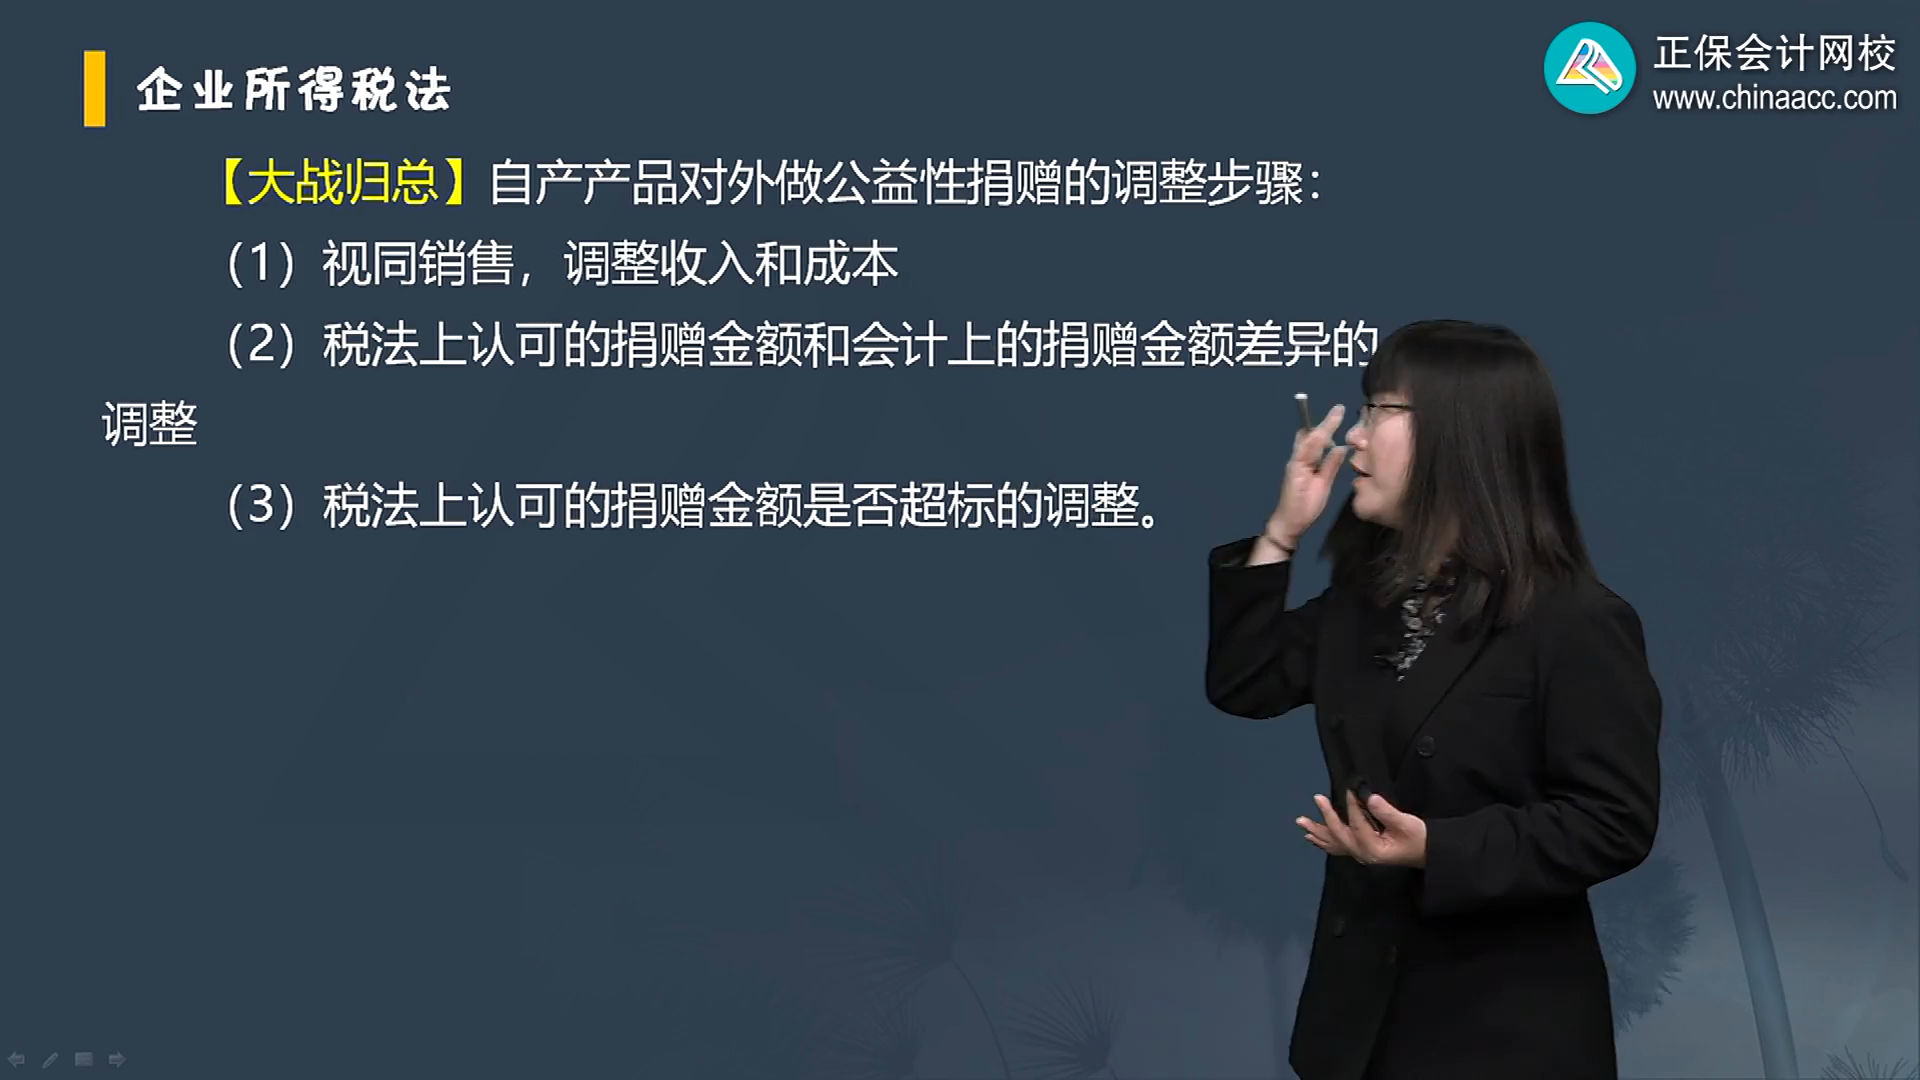 企业所得税法
正保会计网校
www.chinaacc.com
【大战归总】自产产品对外做公益性捐赠的调整步骤：
（1）视同销售，调整收入和成本
（2）税法上认可的捐赠金额和会计上的捐赠金额差异的
调整
（3）税法上认可的捐赠金额是否超标的调整。